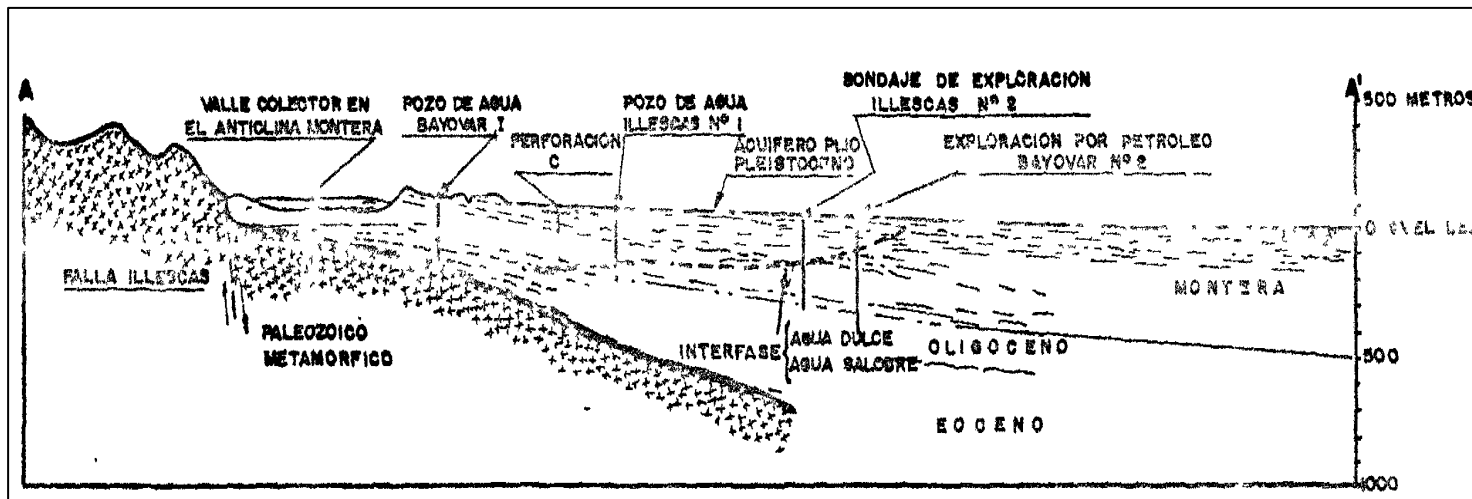 A
VALLE COLECTOR EN
EL ANTICLINA MONTERA
POZO DE AGUA
BAYOVAR I
PERFORACION
C
POZO DE AGUA
ILLESCAS Nº 1
ACUIFERO PLIO
PLEISTOCENO
SONDAJE DE EXPLORACION
ILLESCAS Nº 2
EXPLORACION POR PETROLEO
BAYOVAR Nº 2
A'
500 METROS
0
FALLA ILLESCAS
PALEOZOICO
METAMORFICO
INTERFASE
AGUA DULCE
AGUA SALOBRE
MONTERA
OLIGOCENO
500
EOCENO
1000